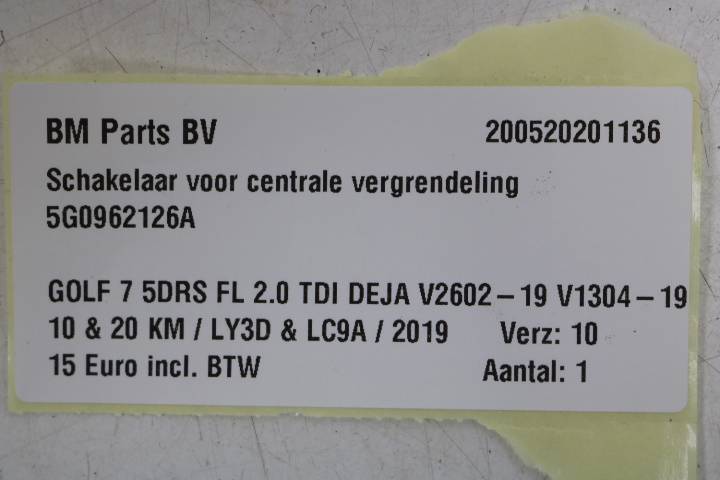 BM Parts BV 200520201136
Schakelaar voor centrale vergrendeling
5G0962126A
GOLF 7 5DRS FL 2.0 TDI DEJA V2602-19 V1304-19
10 & 20 KM / LY3D & LC9A / 2019 Verz: 10
15 Euro incl. BTW Aantal: 1